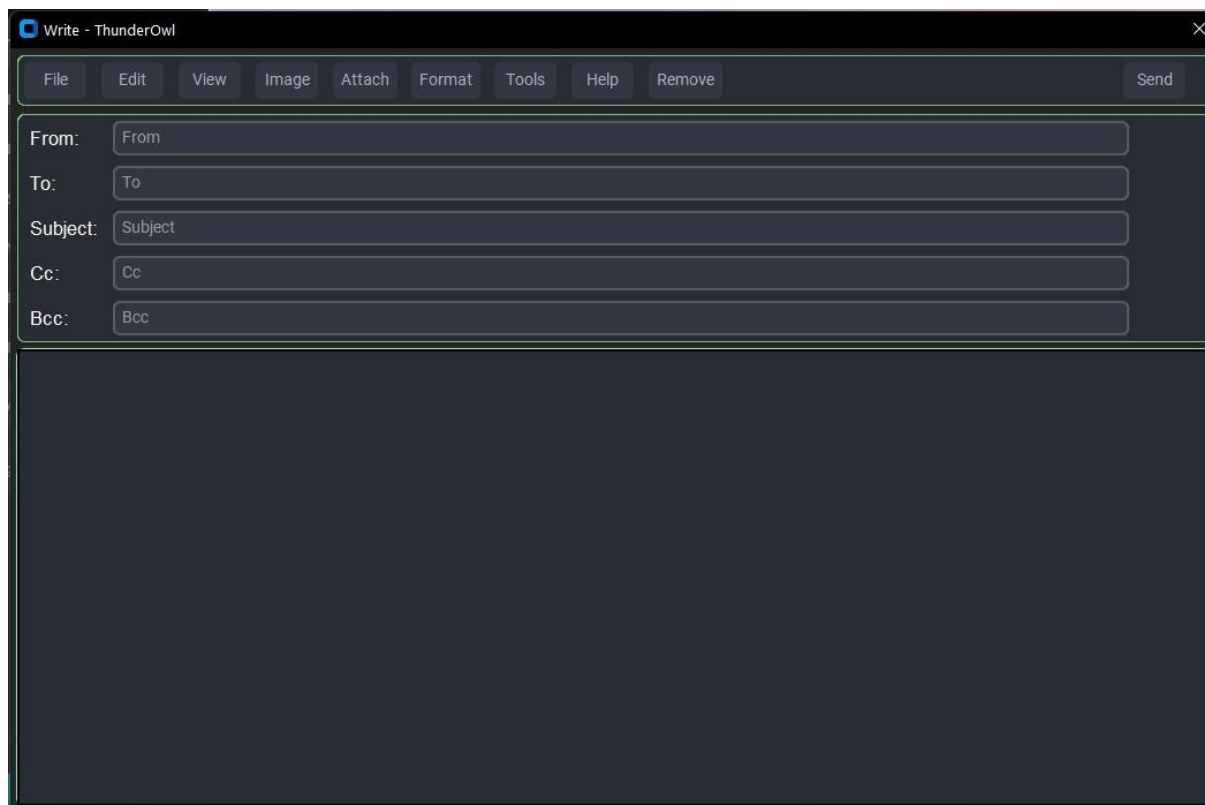 Write - ThunderOwl
File Edit View Image Attach Format Tools Help Remove Send
From: From
To: To
Subject: Subject
Cc: Cc
Bcc: Bcc